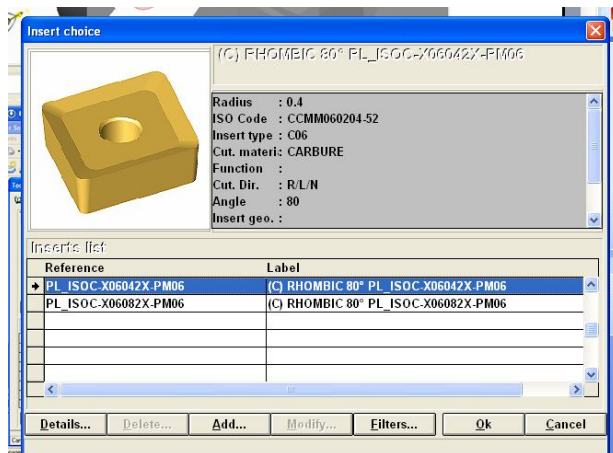 Insert choice
(C) RHOMBIC 80° PL_ISOC-X06042X-PM06
Radius : 0.4
ISO Code : CCMM060204-52
Insert type : C06
Cut. materi: CARBURE
Function :
Cut. Dir. : R/L/N
Angle : 80
Insert geo. :
Inserts list
Reference Label
PL_ISOC-X06042X-PM06 (C) RHOMBIC 80° PL_ISOC-X06042X-PM06
PL_ISOC-X06082X-PM06 (C) RHOMBIC 80° PL_ISOC-X06082X-PM06
Details... Delete... Add... Modify... Filters... Ok Cancel